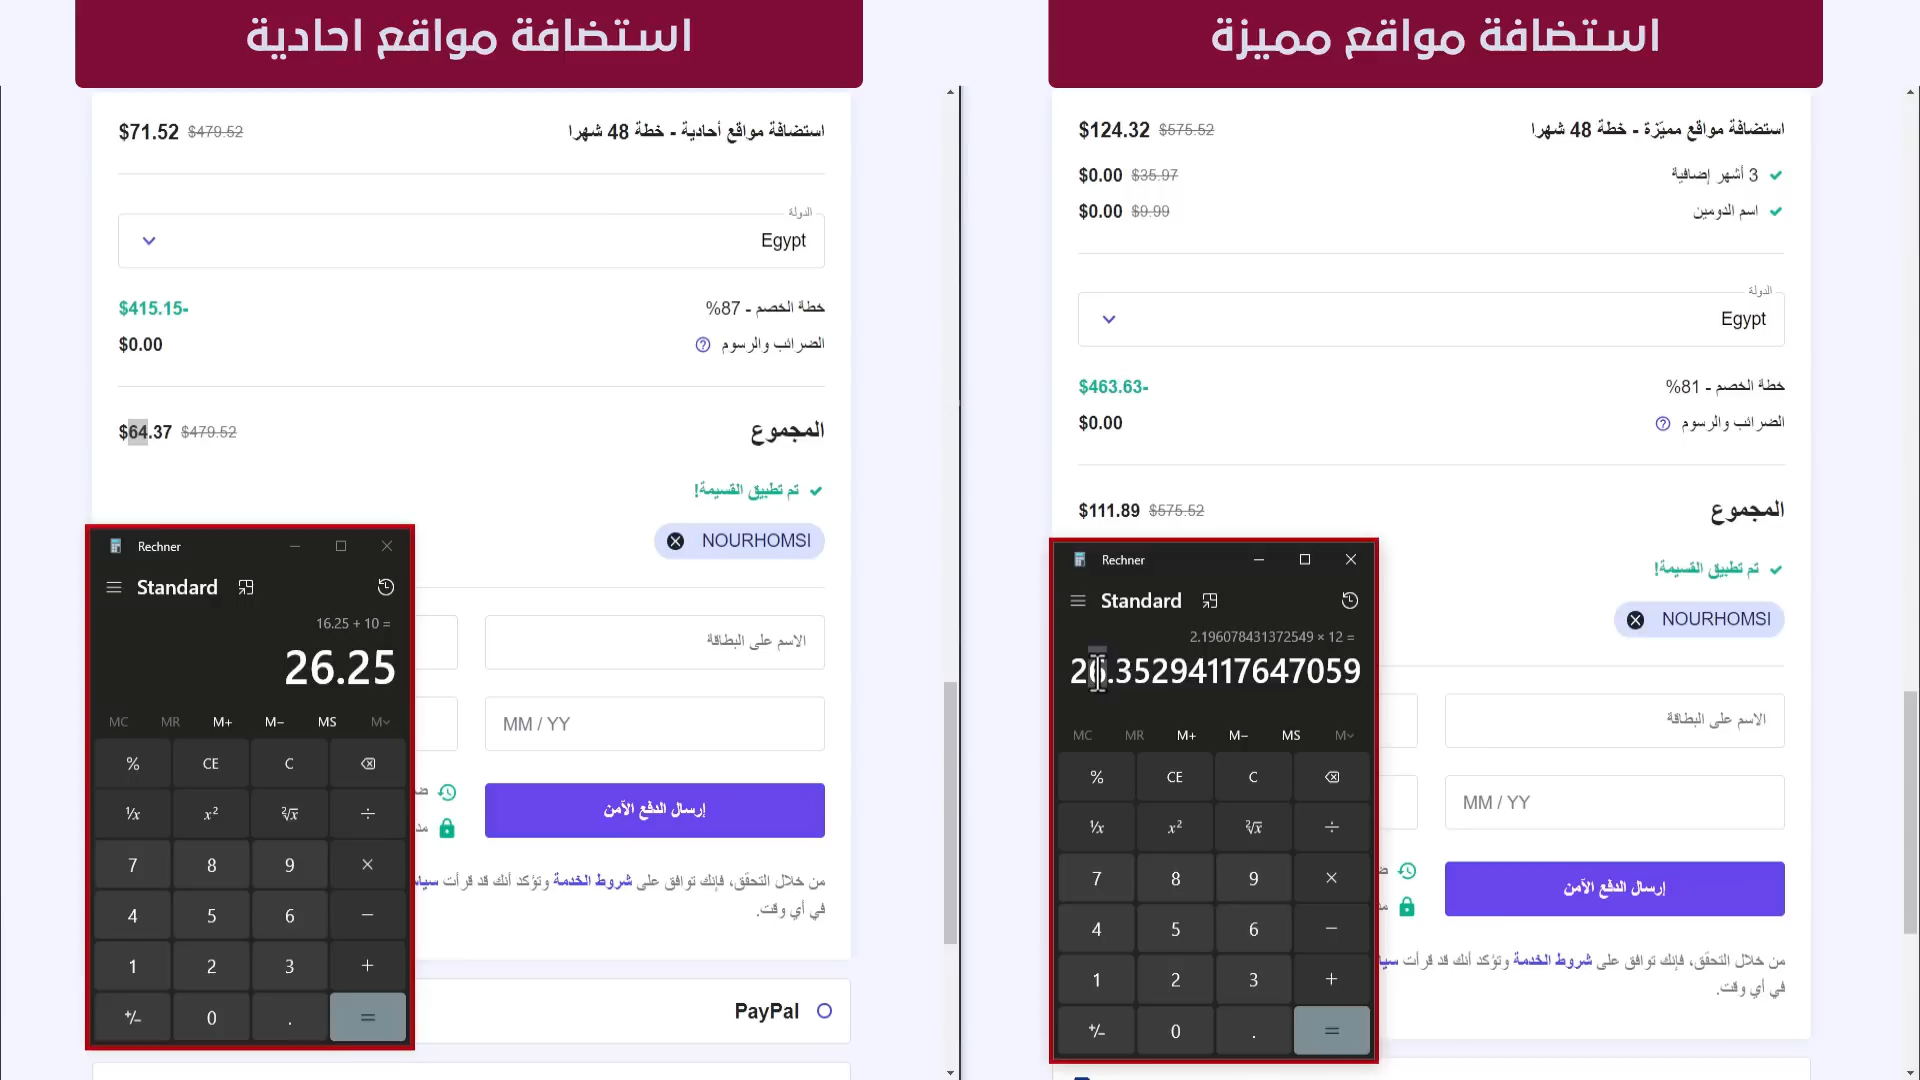 استضافة مواقع مميزة
استضافة مواقع مميّزة - خطة 48 شهرا
$124.32 $575.52
3 أشهر إضافية
$0.00 $35.97
اسم الدومين
$0.00 $9.99
الدولة
Egypt
خطة الخصم - 81%
$463.63-
الضرائب والرسوم
$0.00
المجموع
$111.89 $575.52
تم تطبيق القسيمة!
NOURHOMSI
الاسم على البطاقة
MM / YY
إرسال الدفع الآمن
من خلال التحقّق، فإنك توافق على شروط الخدمة وتؤكد أنك قد قرأت
في أي وقت.
Rechner
Standard
2.196078431372549 × 12 =
26.35294117647059
MC MR M+ M− MS M
% CE C
⅟x x² ²√x ÷
7 8 9 ×
4 5 6 −
1 2 3 +
+/− 0 . =
استضافة مواقع احادية
استضافة مواقع أحادية - خطة 48 شهرا
$71.52 $479.52
الدولة
Egypt
خطة الخصم - 87%
$415.15-
الضرائب والرسوم
$0.00
المجموع
$64.37 $479.52
تم تطبيق القسيمة!
NOURHOMSI
الاسم على البطاقة
MM / YY
إرسال الدفع الآمن
من خلال التحقّق، فإنك توافق على شروط الخدمة وتؤكد أنك قد قرأت
في أي وقت.
PayPal
Rechner
Standard
16.25 + 10 =
26.25
MC MR M+ M− MS M
% CE C
⅟x x² ²√x ÷
7 8 9 ×
4 5 6 −
1 2 3 +
+/− 0 . =